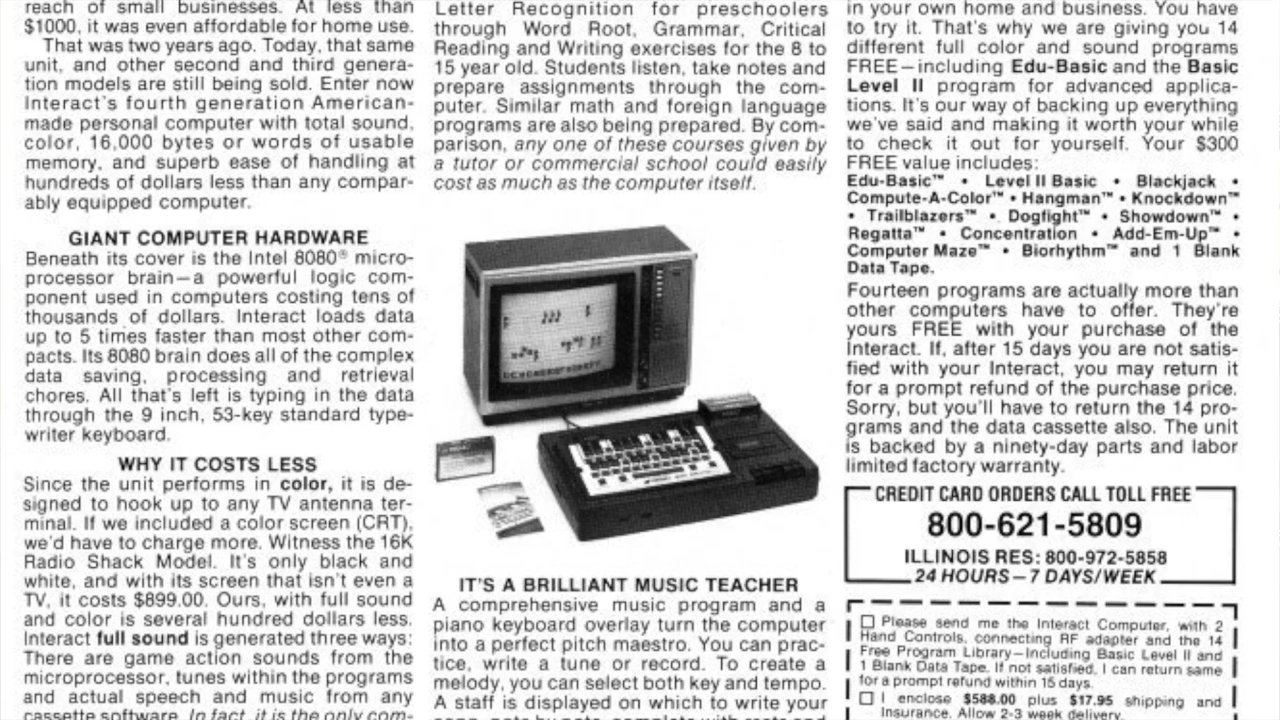 reach of small businesses. At less than
$1000, it was even affordable for home use.
That was two years ago. Today, that same
unit, and other second and third genera-
tion models are still being sold. Enter now
Interact's fourth generation American-
made personal computer with total sound,
color, 16,000 bytes or words of usable
memory, and superb ease of handling at
hundreds of dollars less than any compar-
ably equipped computer.
GIANT COMPUTER HARDWARE
Beneath its cover is the Intel 8080® micro-
processor brain—a powerful logic com-
ponent used in computers costing tens of
thousands of dollars. Interact loads data
up to 5 times faster than most other com-
pacts. Its 8080 brain does all of the complex
data saving, processing and retrieval
chores. All that's left is typing in the data
through the 9 inch, 53-key standard type-
writer keyboard.
WHY IT COSTS LESS
Since the unit performs in color, it is de-
signed to hook up to any TV antenna ter-
minal. If we included a color screen (CRT),
we'd have to charge more. Witness the 16K
Radio Shack Model. It's only black and
white, and with its screen that isn't even a
TV, it costs $899.00. Ours, with full sound
and color is several hundred dollars less.
Interact full sound is generated three ways:
There are game action sounds from the
microprocessor, tunes within the programs
and actual speech and music from any
cassette software. In fact, it is the only com-
Letter Recognition for preschoolers
through Word Root, Grammar, Critical
Reading and Writing exercises for the 8 to
15 year old. Students listen, take notes and
prepare assignments through the com-
puter. Similar math and foreign language
programs are also being prepared. By com-
parison, any one of these courses given by
a tutor or commercial school could easily
cost as much as the computer itself.
IT'S A BRILLIANT MUSIC TEACHER
A comprehensive music program and a
piano keyboard overlay turn the computer
into a perfect pitch maestro. You can prac-
tice, write a tune or record. To create a
melody, you can select both key and tempo.
A staff is displayed on which to write your
song, note by note, complete with rests and
in your own home and business. You have
to try it. That's why we are giving you 14
different full color and sound programs
FREE—including Edu-Basic and the Basic
Level II program for advanced applica-
tions. It's our way of backing up everything
we've said and making it worth your while
to check it out for yourself. Your $300
FREE value includes:
Edu-Basic™ • Level II Basic • Blackjack •
Compute-A-Color™ • Hangman™ • Knockdown™
• Trailblazers™ • Dogfight™ • Showdown™ •
Regatta™ • Concentration • Add-Em-Up™ •
Computer Maze™ • Biorhythm™ and 1 Blank
Data Tape.
Fourteen programs are actually more than
other computers have to offer. They're
yours FREE with your purchase of the
Interact. If, after 15 days you are not satis-
fied with your Interact, you may return it
for a prompt refund of the purchase price.
Sorry, but you'll have to return the 14 pro-
grams and the data cassette also. The unit
is backed by a ninety-day parts and labor
limited factory warranty.
CREDIT CARD ORDERS CALL TOLL FREE
800-621-5809
ILLINOIS RES: 800-972-5858
24 HOURS—7 DAYS/WEEK
Please send me the Interact Computer, with 2
Hand Controls, connecting RF adapter and the 14
Free Program Library—Including Basic Level II and
1 Blank Data Tape. If not satisfied, I can return same
for a prompt refund within 15 days.
I enclose $588.00 plus $17.95 shipping and
Insurance. Allow 2-3 week delivery.